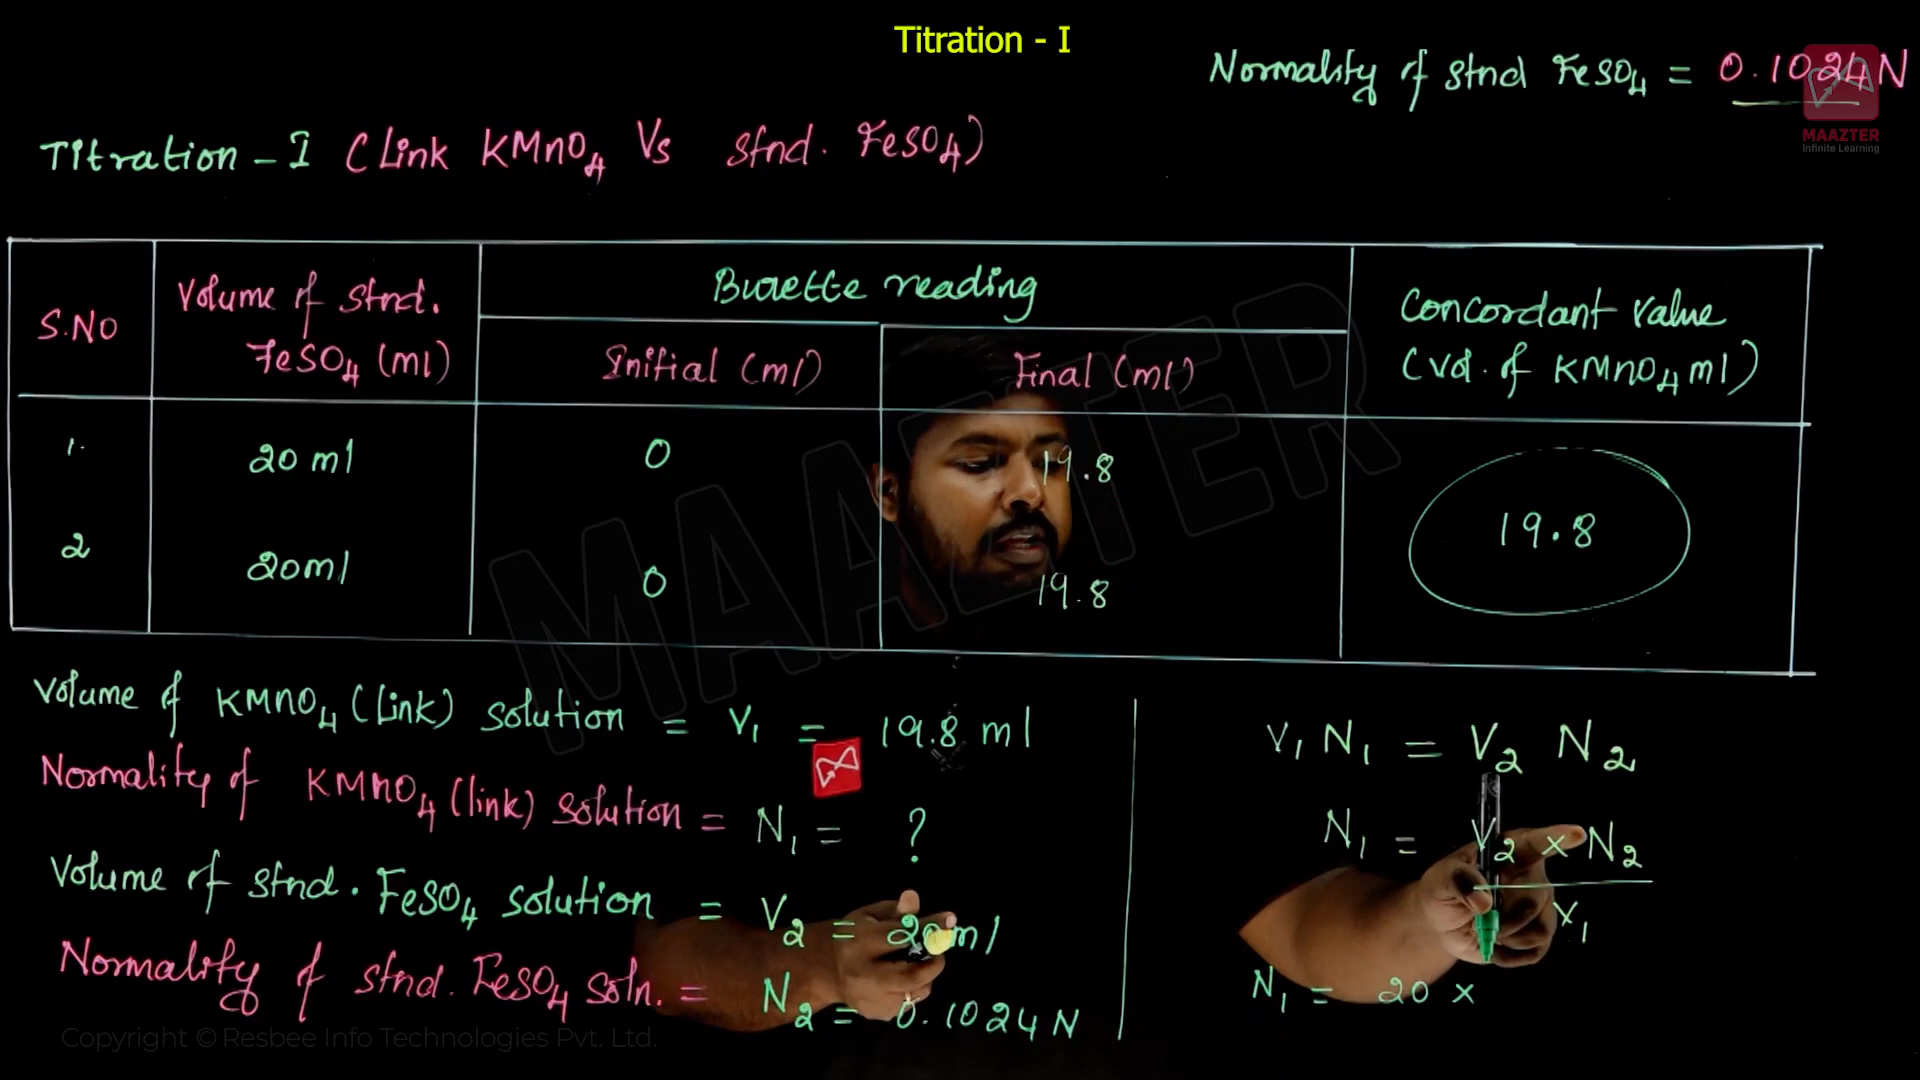 Titration - I
Normality of stnd FeSO4 = 0.1024 N
MAAZTER
Infinite Learning
Titration - I (Link KMnO4 Vs stnd. FeSO4)
S.NO
Volume of stnd.
FeSO4 (ml)
Burette reading
Initial (ml)
Final (ml)
Concordant value
(vol. of KMnO4 ml)
1. 20 ml 0 19.8
2 20ml 0 19.8
19.8
MAAZTER
Volume of KMnO4 (Link) solution = V1 = 19.8 ml
Normality of KMnO4 (link) solution = N1 = ?
Volume of stnd. FeSO4 solution = V2 = 20ml
Normality of stnd. FeSO4 soln. = N2 = 0.1024 N
V1 N1 = V2 N2
N1 = V2 x N2
V1
N1 = 20 x
Copyright © Resbee Info Technologies Pvt. Ltd.